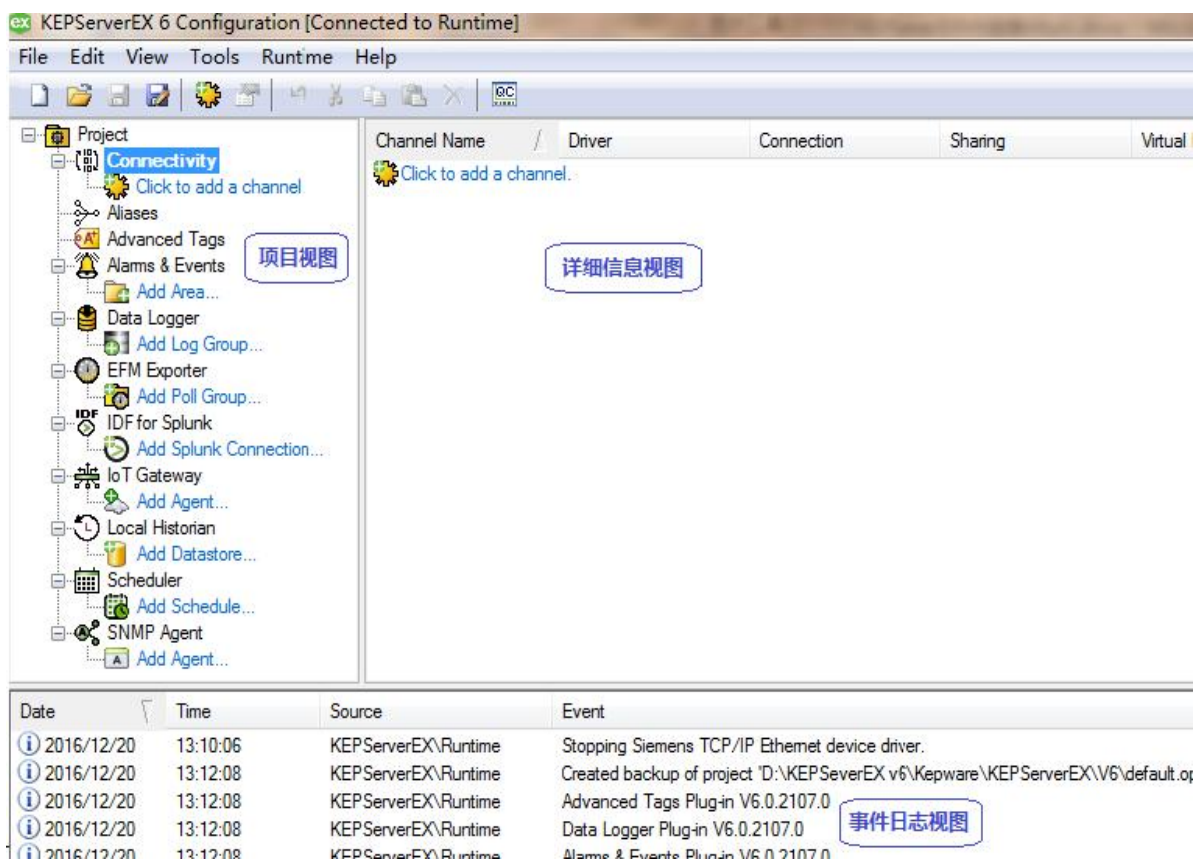 KEPServerEX 6 Configuration [Connected to Runtime]
File Edit View Tools Runtime Help
Project
Connectivity
Click to add a channel
Aliases
Advanced Tags
Alarms & Events
Add Area...
Data Logger
Add Log Group...
EFM Exporter
Add Poll Group...
IDF for Splunk
Add Splunk Connection...
IoT Gateway
Add Agent...
Local Historian
Add Datastore...
Scheduler
Add Schedule...
SNMP Agent
Add Agent...
项目视图
Channel Name Driver Connection Sharing Virtual
Click to add a channel.
详细信息视图
Date Time Source Event
2016/12/20 13:10:06 KEPServerEX\Runtime Stopping Siemens TCP/IP Ethernet device driver.
2016/12/20 13:12:08 KEPServerEX\Runtime Created backup of project 'D:\KEPSeverEX v6\Kepware\KEPServerEX\V6\default.op
2016/12/20 13:12:08 KEPServerEX\Runtime Advanced Tags Plug-in V6.0.2107.0
2016/12/20 13:12:08 KEPServerEX\Runtime Data Logger Plug-in V6.0.2107.0
2016/12/20 13:12:08 KEPServerEX\Runtime Alarms & Events Plug-in V6.0.2107.0
事件日志视图